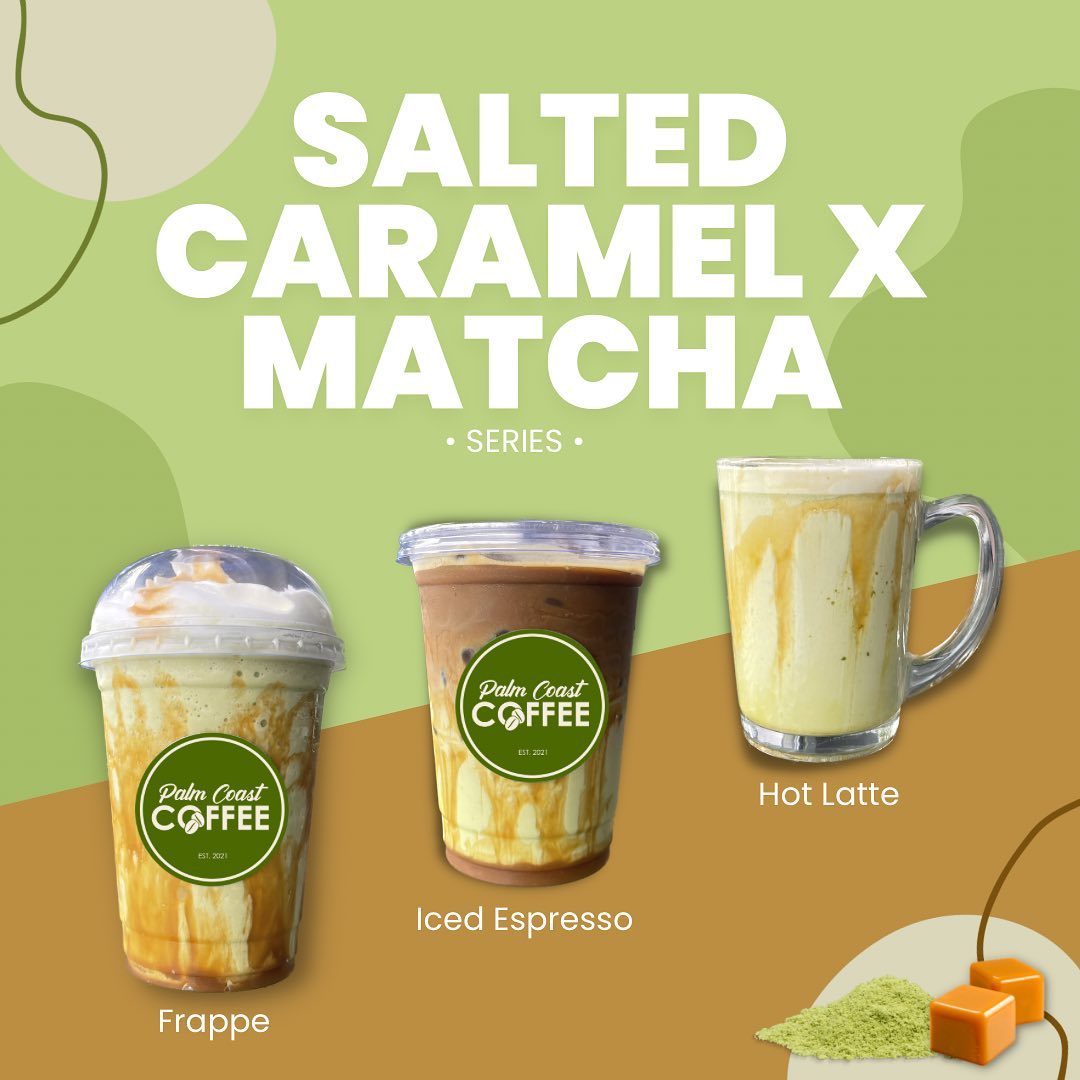 SALTED
CARAMEL X
MATCHA
• SERIES •
Palm Coast
COFFEE
EST. 2021
Frappe
Palm Coast
COFFEE
EST. 2021
Iced Espresso
Hot Latte